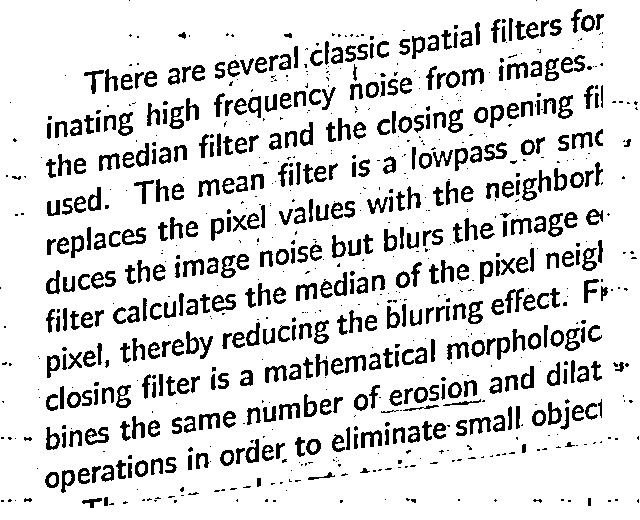 There are several classic spatial filters for
inating high frequency noise from images.
the median filter and the closing opening fil
used. The mean filter is a lowpass or smo
replaces the pixel values with the neighborh
duces the image noise but blurs the image e
filter calculates the median of the pixel neigh
pixel, thereby reducing the blurring effect. Fi
closing filter is a mathematical morphologic
bines the same number of erosion and dilat
operations in order to eliminate small object